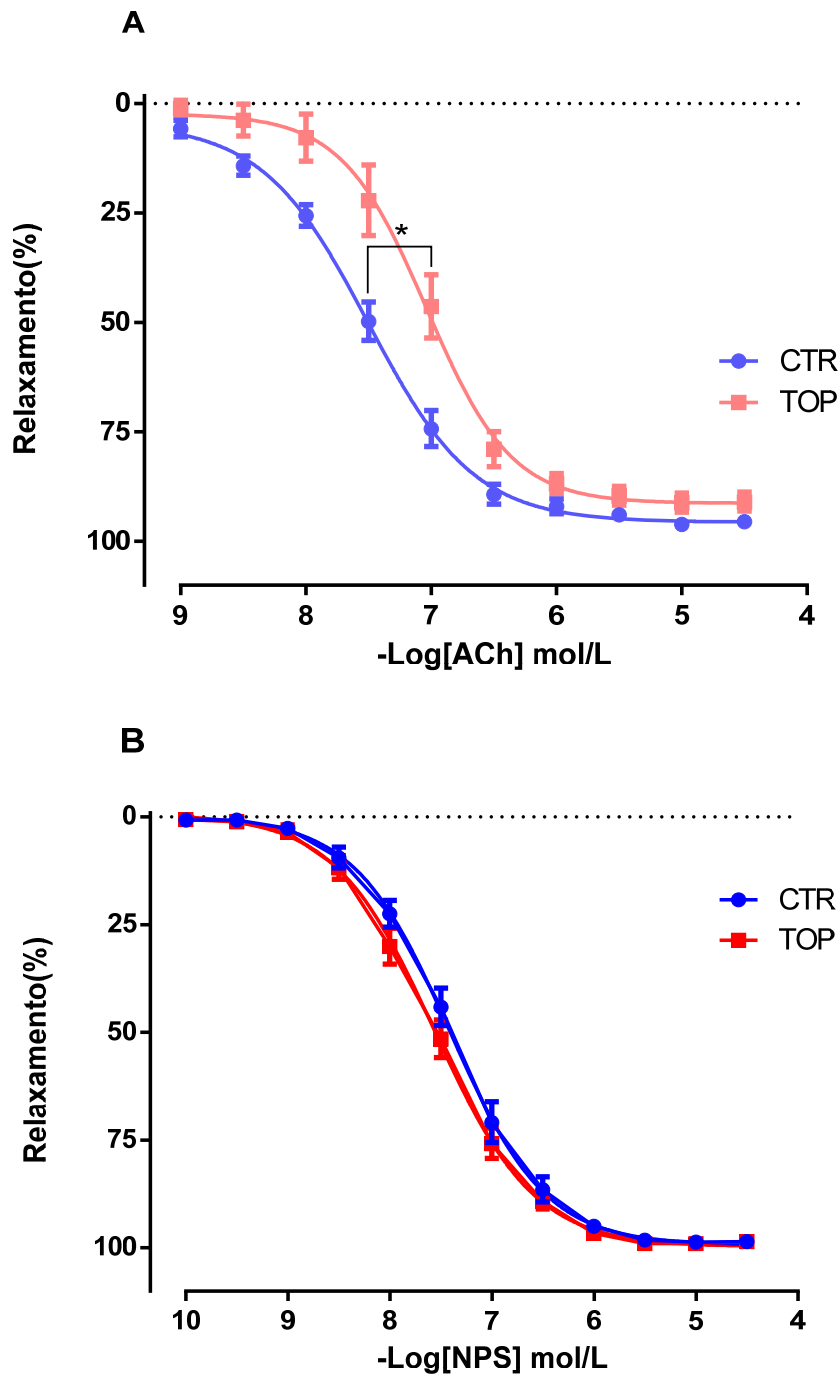 A
0
25
50
75
100
Relaxamento(%)
*
CTR
TOP
9 8 7 6 5 4
-Log[ACh] mol/L
B
0
25
50
75
100
Relaxamento(%)
CTR
TOP
10 9 8 7 6 5 4
-Log[NPS] mol/L